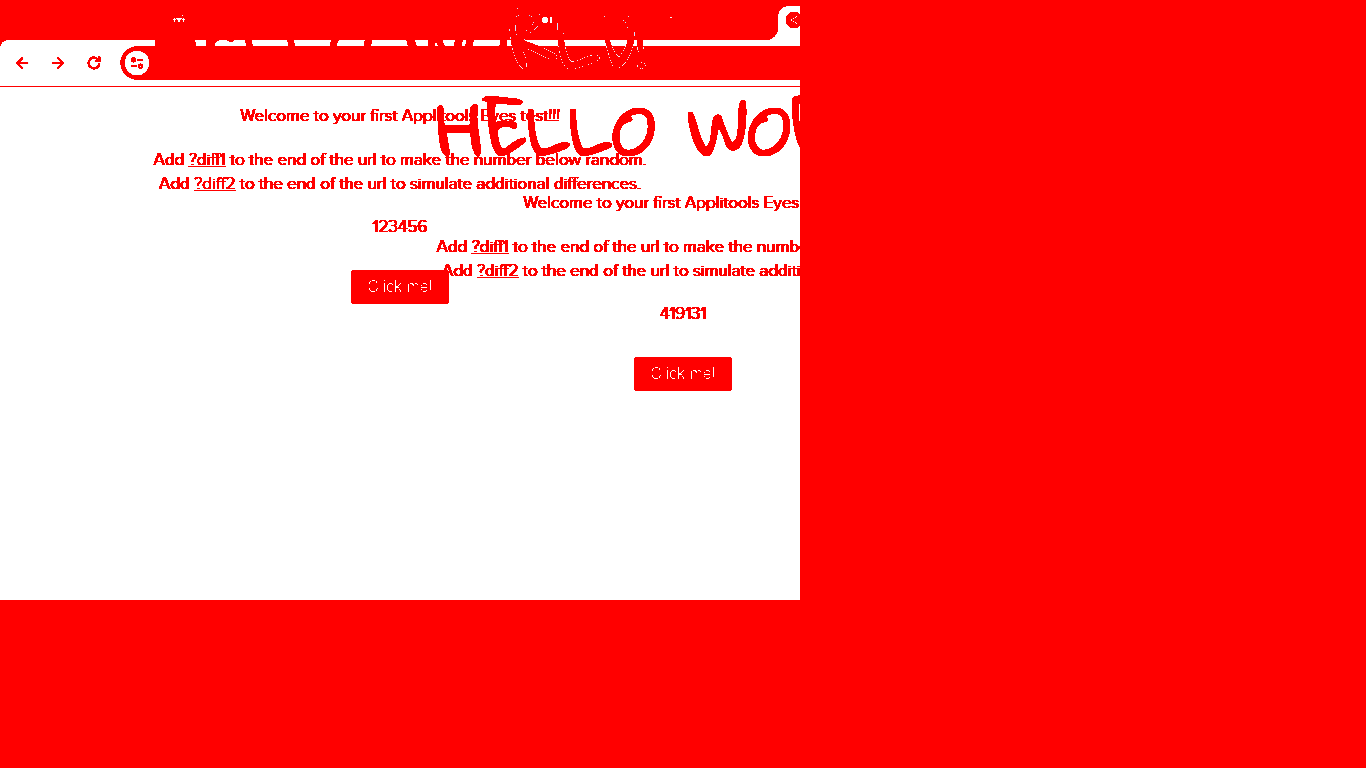 Welcome to your first Applitools Eyes test!!!
HELLO WO
Add ?diff1 to the end of the url to make the number below random.
Add ?diff2 to the end of the url to simulate additional differences.
Welcome to your first Applitools Eyes
123456
Add ?diff1 to the end of the url to make the numb
Add ?diff2 to the end of the url to simulate additi
Click me!
419131
Click me!